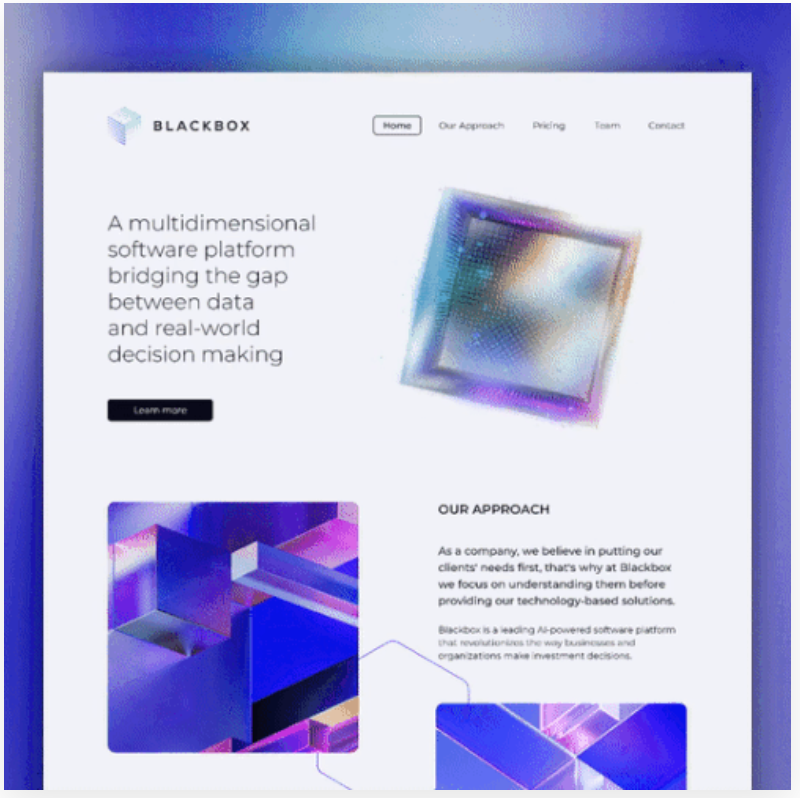 BLACKBOX
Home Our Approach Pricing Team Contact
A multidimensional
software platform
bridging the gap
between data
and real-world
decision making
Learn more
OUR APPROACH
As a company, we believe in putting our
clients' needs first, that's why at Blackbox
we focus on understanding them before
providing our technology-based solutions.
Blackbox is a leading AI-powered software platform
that revolutionizes the way businesses and
organizations make investment decisions.